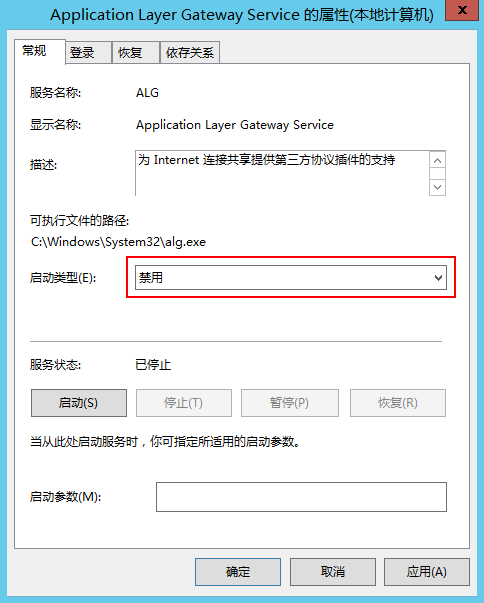 Application Layer Gateway Service 的属性(本地计算机)
x
常规 登录 恢复 依存关系
服务名称: ALG
显示名称: Application Layer Gateway Service
描述: 为 Internet 连接共享提供第三方协议插件的支持
可执行文件的路径:
C:\Windows\System32\alg.exe
启动类型(E): 禁用
服务状态: 已停止
启动(S) 停止(T) 暂停(P) 恢复(R)
当从此处启动服务时，你可指定所适用的启动参数。
启动参数(M):
确定 取消 应用(A)